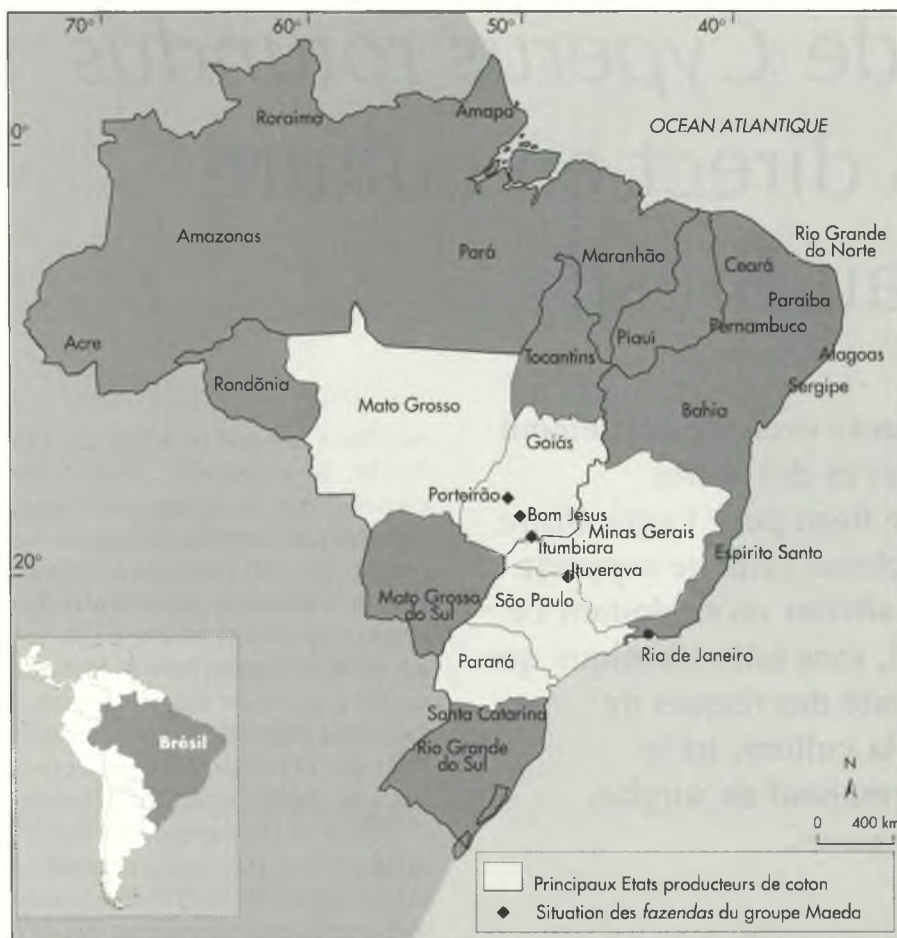 70°
60°
50°
40°
0°
20°
OCEAN ATLANTIQUE
Roraima
Amapa
Amazonas
Pará
Maranhão
Ceará
Rio Grande
do Norte
Paraíba
Pernambuco
Piaui
Alagoas
Sergipe
Acre
Rondônia
Tocantins
Bahia
Mato Grosso
Goiás
Porteirão
Bom Jesus
Itumbiara
Minas Gerais
Ituverava
Espirito Santo
Mato Grosso
do Sul
São Paulo
Rio de Janeiro
Paraná
Santa Catarina
Rio Grande
do Sul
Brésil
N
0 400 km
Principaux Etats producteurs de coton
Situation des fazendas du groupe Maeda